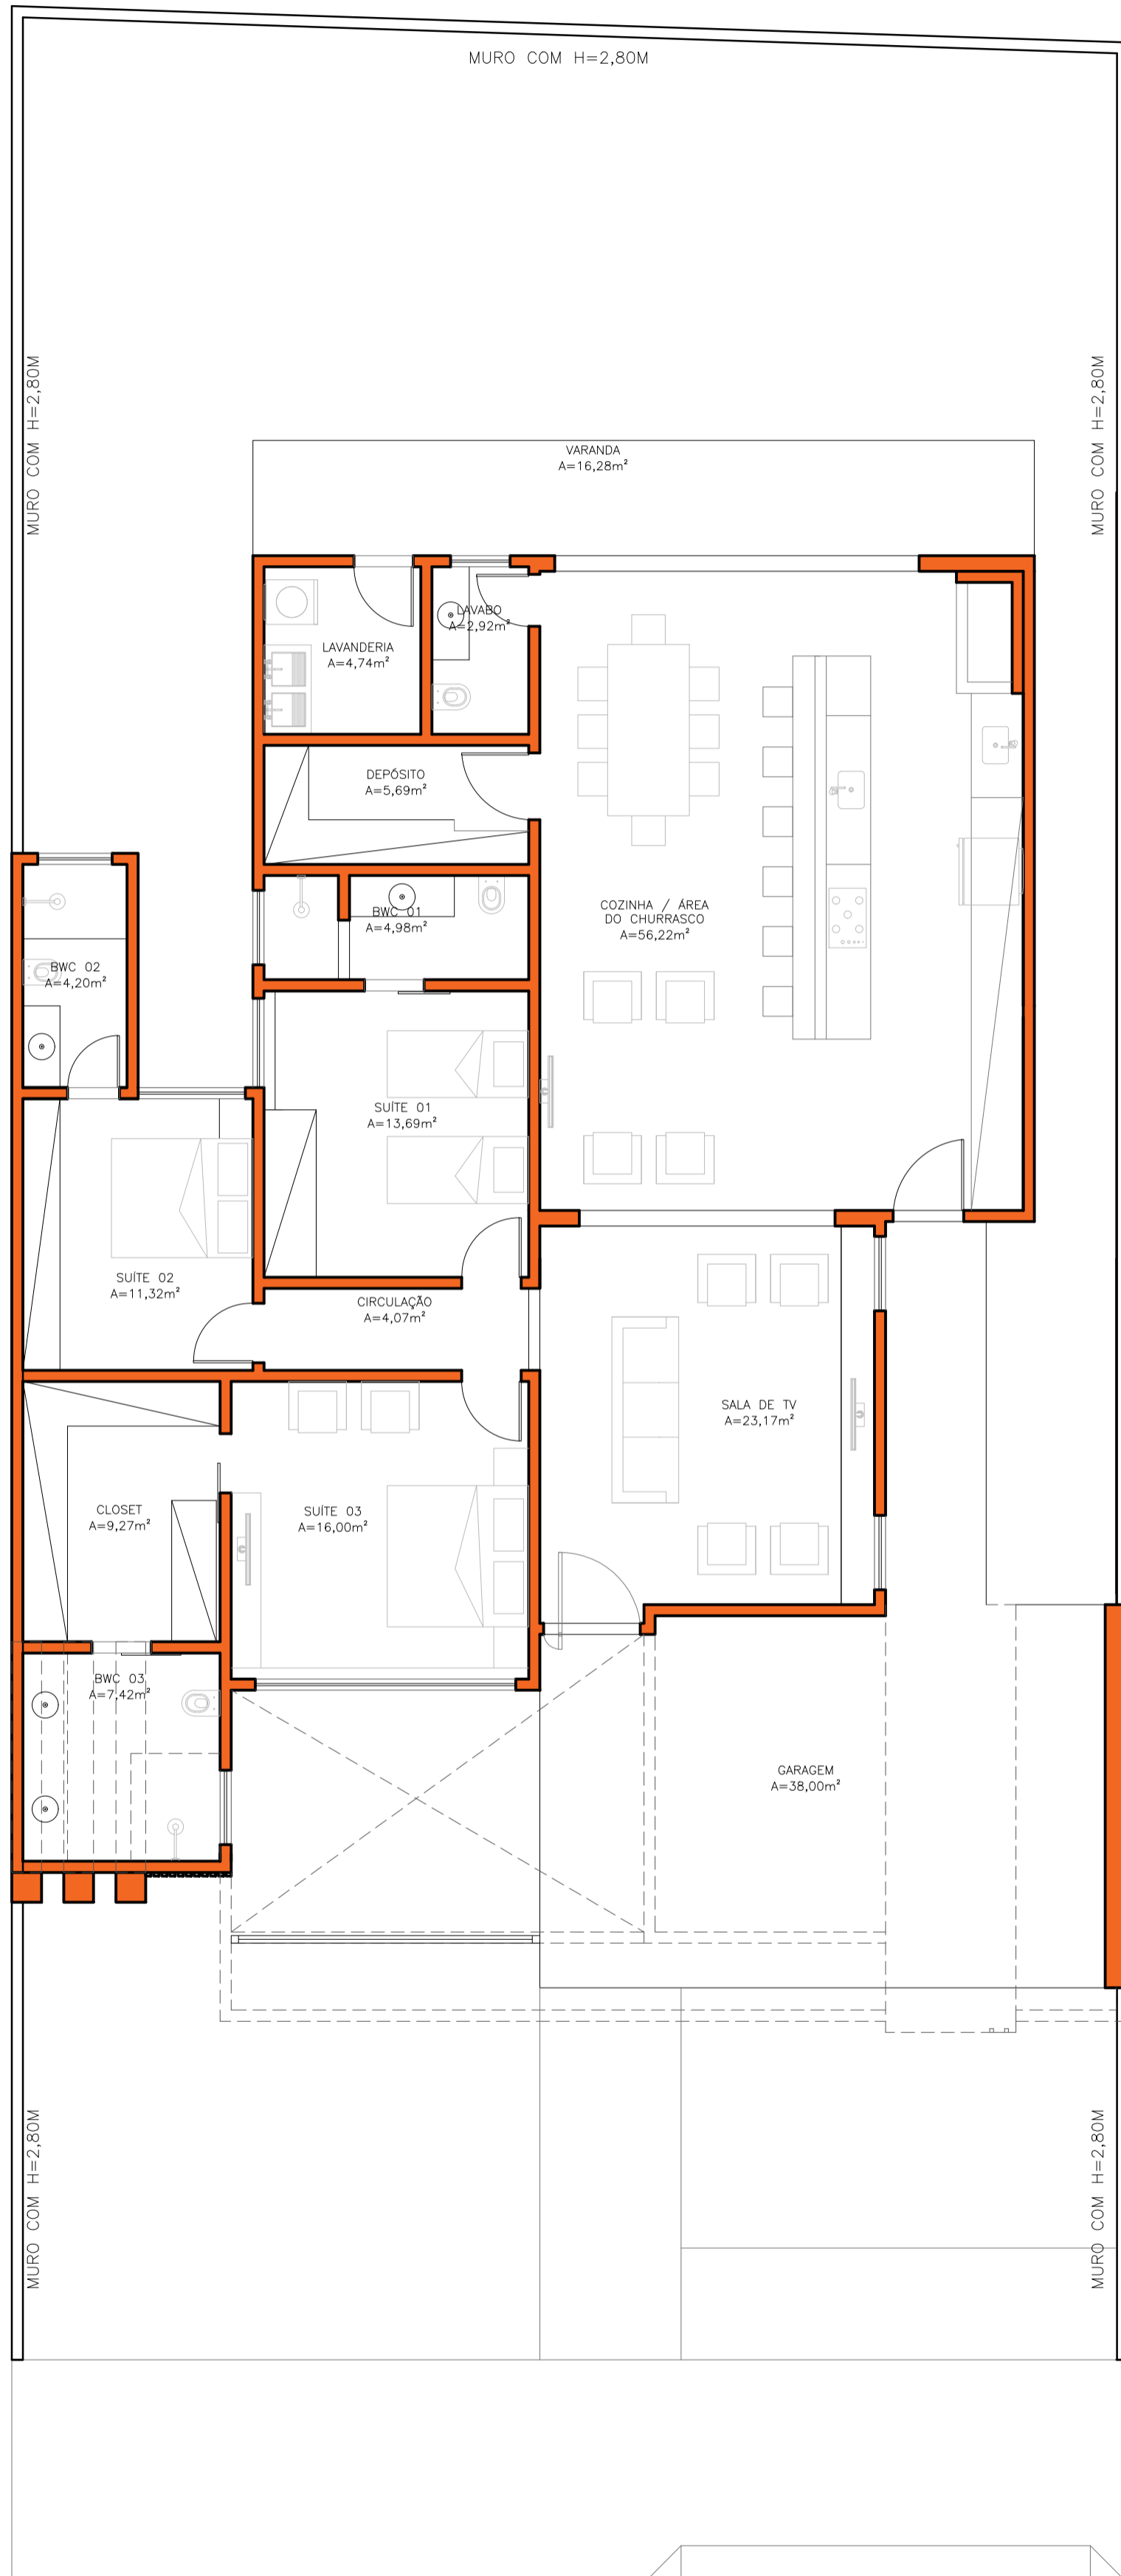 MURO COM H=2,80M
MURO COM H=2,80M
MURO COM H=2,80M
VARANDA
A=16,28m²
LAVABO
A=2,92m²
LAVANDERIA
A=4,74m²
DEPÓSITO
A=5,69m²
COZINHA / ÁREA
DO CHURRASCO
A=56,22m²
BWC 01
A=4,98m²
BWC 02
A=4,20m²
SUÍTE 01
A=13,69m²
SUÍTE 02
A=11,32m²
CIRCULAÇÃO
A=4,07m²
SALA DE TV
A=23,17m²
CLOSET
A=9,27m²
SUÍTE 03
A=16,00m²
BWC 03
A=7,42m²
GARAGEM
A=38,00m²
MURO COM H=2,80M
MURO COM H=2,80M